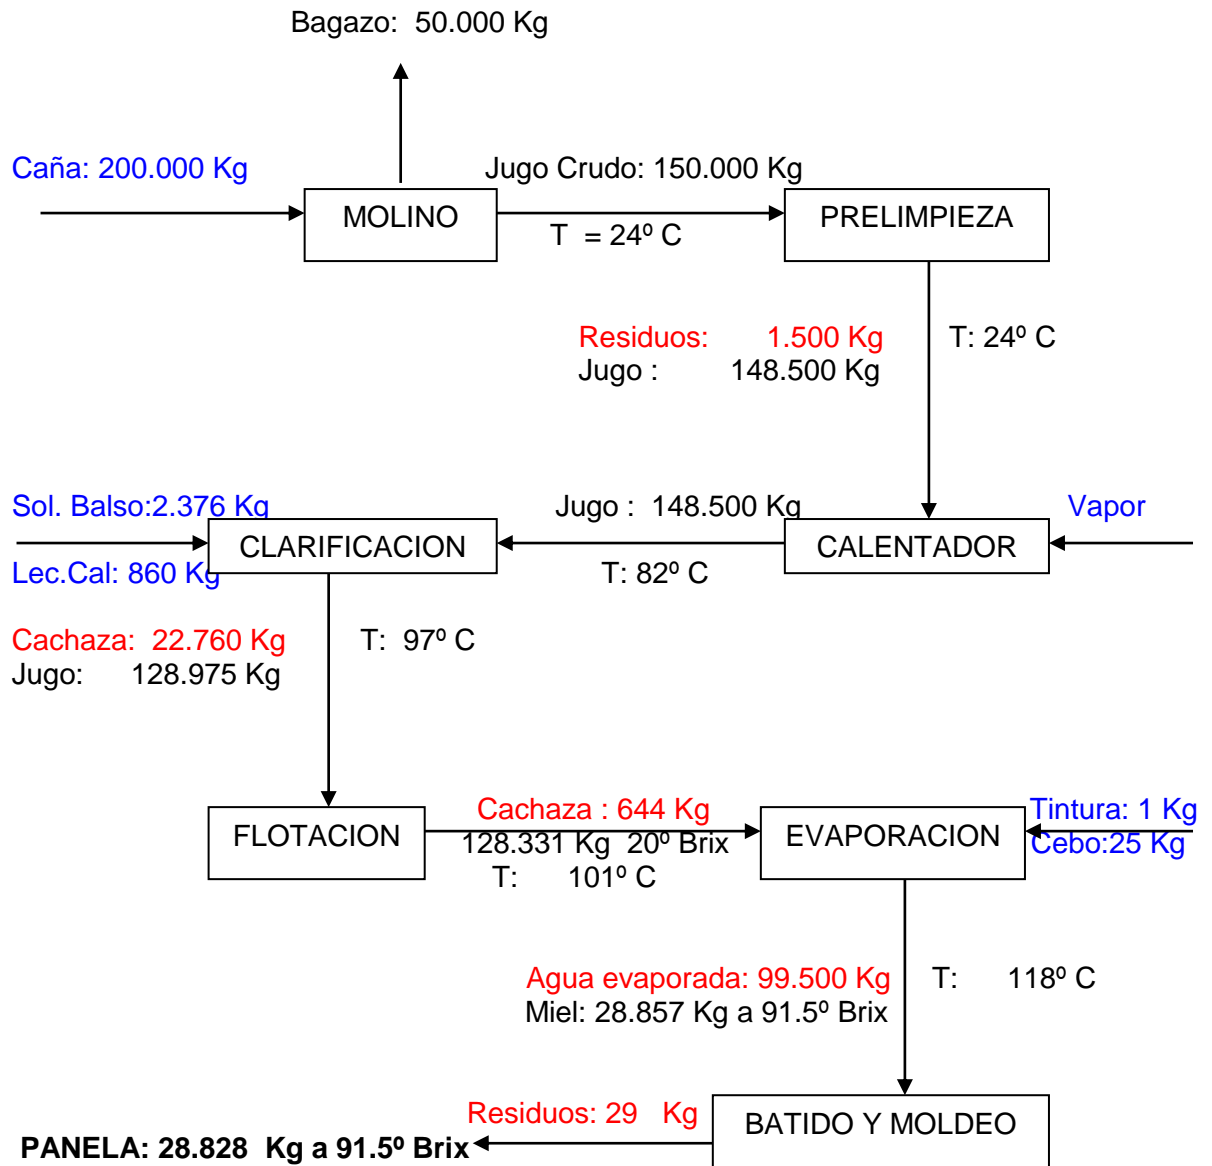 Bagazo: 50.000 Kg
Caña: 200.000 Kg
Jugo Crudo: 150.000 Kg
MOLINO
PRELIMPIEZA
T = 24º C
Residuos: 1.500 Kg
T: 24º C
Jugo : 148.500 Kg
Sol. Balso:2.376 Kg
Jugo : 148.500 Kg
Vapor
CLARIFICACION
CALENTADOR
Lec.Cal: 860 Kg
T: 82º C
Cachaza: 22.760 Kg
T: 97º C
Jugo: 128.975 Kg
Cachaza : 644 Kg
Tintura: 1 Kg
FLOTACION
128.331 Kg 20º Brix
EVAPORACION
Cebo:25 Kg
T: 101º C
Agua evaporada: 99.500 Kg
T: 118º C
Miel: 28.857 Kg a 91.5º Brix
Residuos: 29 Kg
BATIDO Y MOLDEO
PANELA: 28.828 Kg a 91.5º Brix